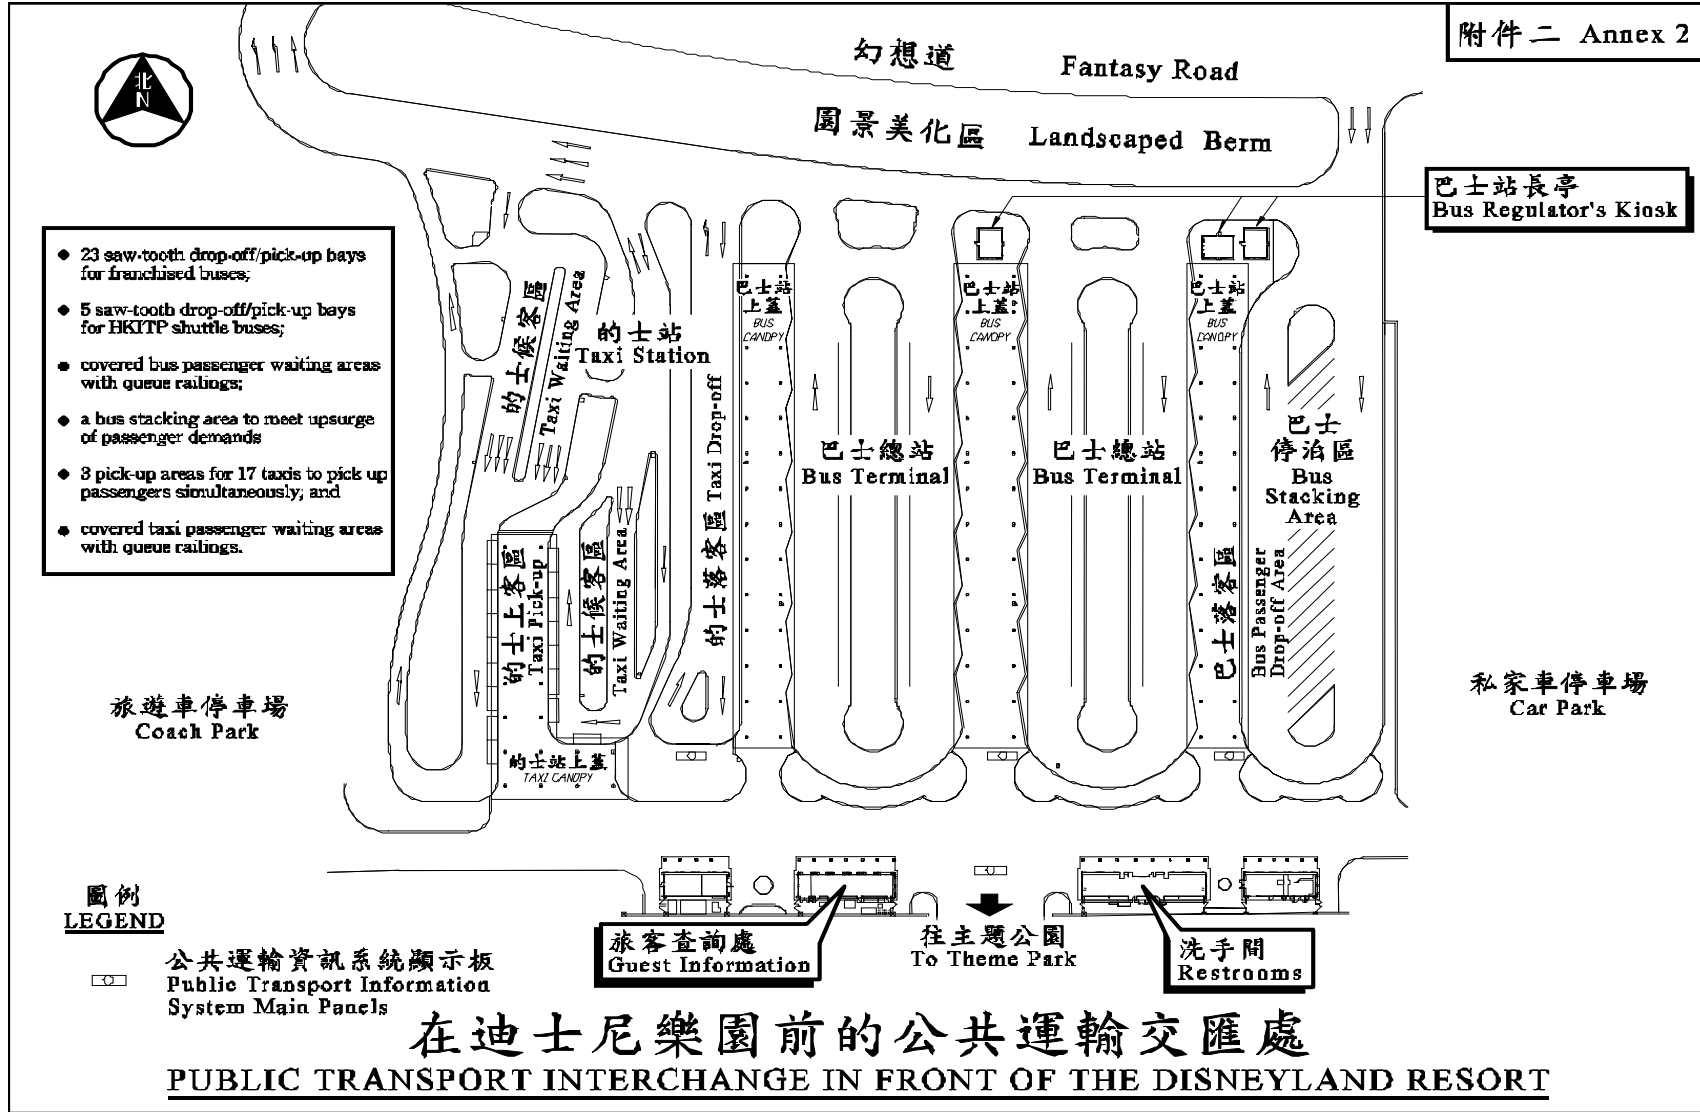 附件二 Annex 2
幻想道 Fantasy Road
園景美化區 Landscaped Berm
北
N
巴士站長亭
Bus Regulator's Kiosk
● 23 saw-tooth drop-off/pick-up bays
for franchised buses;
● 5 saw-tooth drop-off/pick-up bays
for HKITP shuttle buses;
● covered bus passenger waiting areas
with queue railings;
● a bus stacking area to meet upsurge
of passenger demands
● 3 pick-up areas for 17 taxis to pick up
passengers simultaneously; and
● covered taxi passenger waiting areas
with queue railings.
的士候客區
Taxi Waiting Area
的士站
Taxi Station
巴士站
上蓋
BUS
CANOPY
巴士站
上蓋
BUS
CANOPY
巴士站
上蓋
BUS
CANOPY
的士落客區 Taxi Drop-off
巴士總站
Bus Terminal
巴士總站
Bus Terminal
巴士
停泊區
Bus
Stacking
Area
的士上客區
Taxi Pick-up
的士候客區
Taxi Waiting Area
巴士落客區
Bus Passenger
Drop-off Area
旅遊車停車場
Coach Park
私家車停車場
Car Park
的士站上蓋
TAXI CANOPY
圖例
LEGEND
公共運輸資訊系統顯示板
Public Transport Information
System Main Panels
旅客查詢處
Guest Information
往主題公園
To Theme Park
洗手間
Restrooms
在迪士尼樂園前的公共運輸交匯處
PUBLIC TRANSPORT INTERCHANGE IN FRONT OF THE DISNEYLAND RESORT